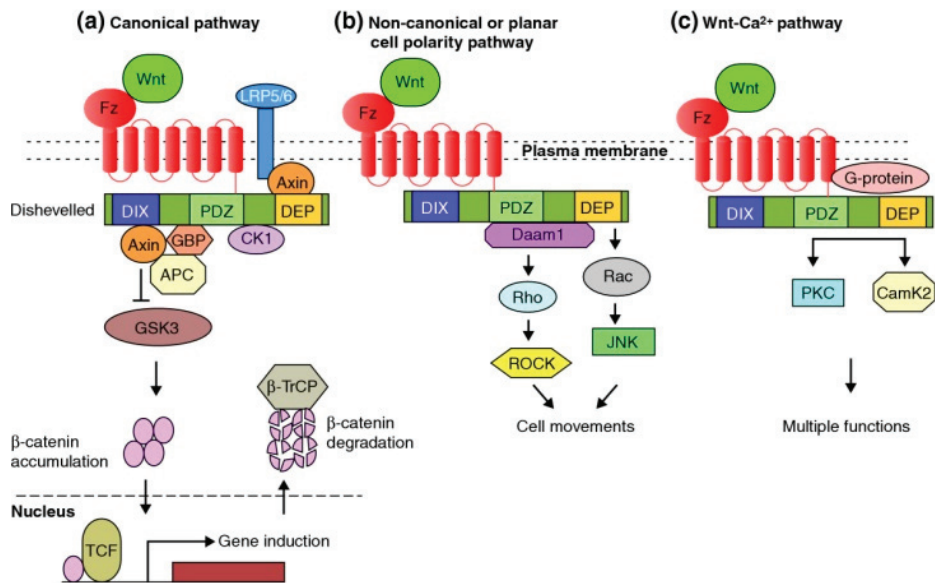 (a) Canonical pathway
Wnt
Fz
LRP5/6
Axin
Dishevelled
DIX
PDZ
DEP
Axin
GBP
CK1
APC
GSK3
β-TrCP
β-catenin
accumulation
β-catenin
degradation
Nucleus
TCF
Gene induction
(b) Non-canonical or planar
cell polarity pathway
Wnt
Fz
Plasma membrane
DIX
PDZ
DEP
Daam1
Rho
Rac
ROCK
JNK
Cell movements
(c) Wnt-Ca²⁺ pathway
Wnt
Fz
G-protein
DIX
PDZ
DEP
PKC
CamK2
Multiple functions